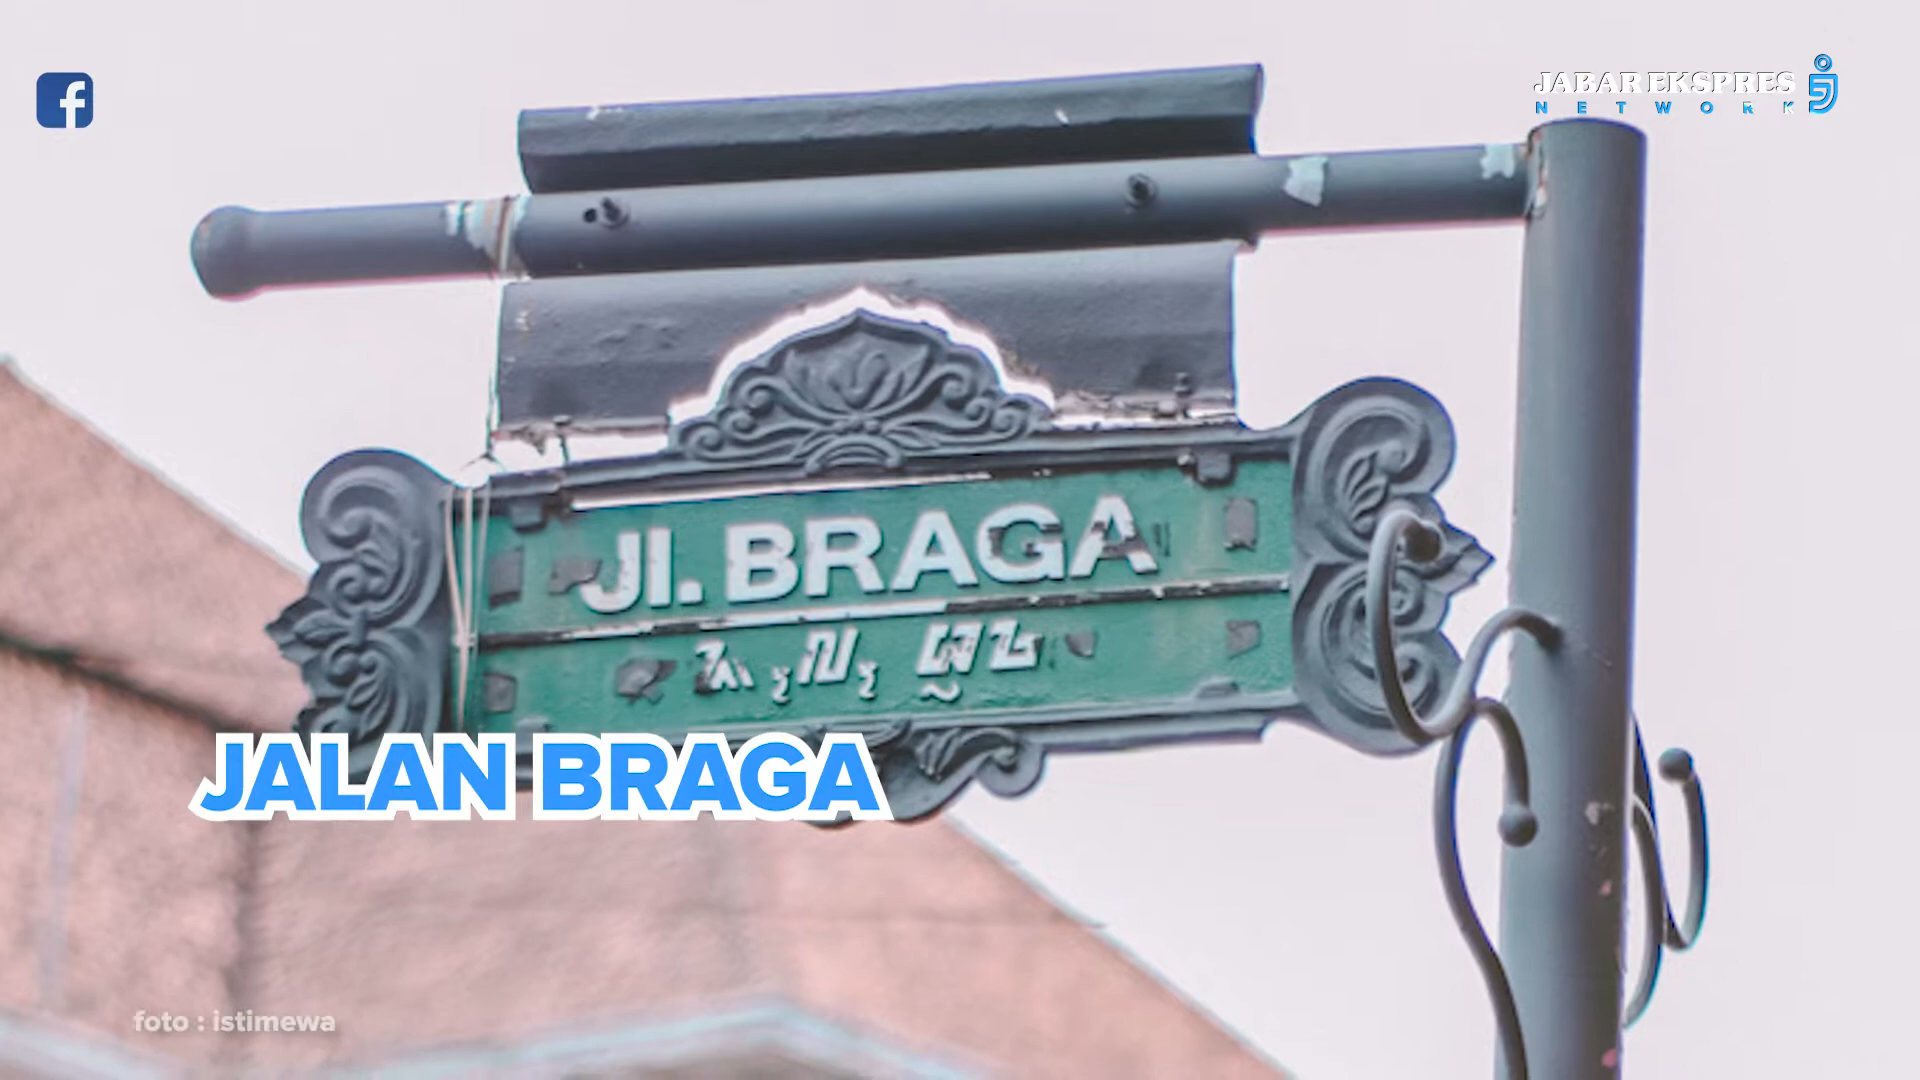 JABAR EKSPRES
NETWORK
Jl. BRAGA
JALAN BRAGA
foto : istimewa